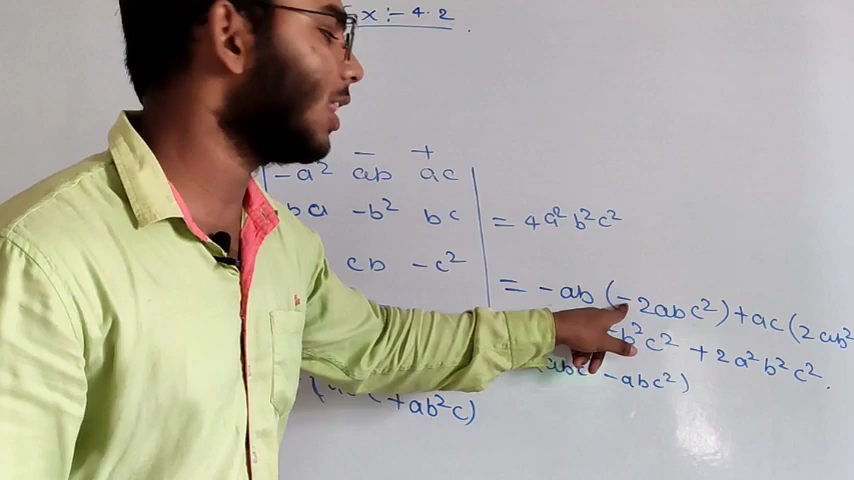 Ex :- 4.2
- +
-a² ab ac
ba -b² bc = 4a²b²c²
cb -c²
= -ab (-2abc²) + ac (2ab²
b²c² + 2a²b²c².
- abc²)
+ab²c)